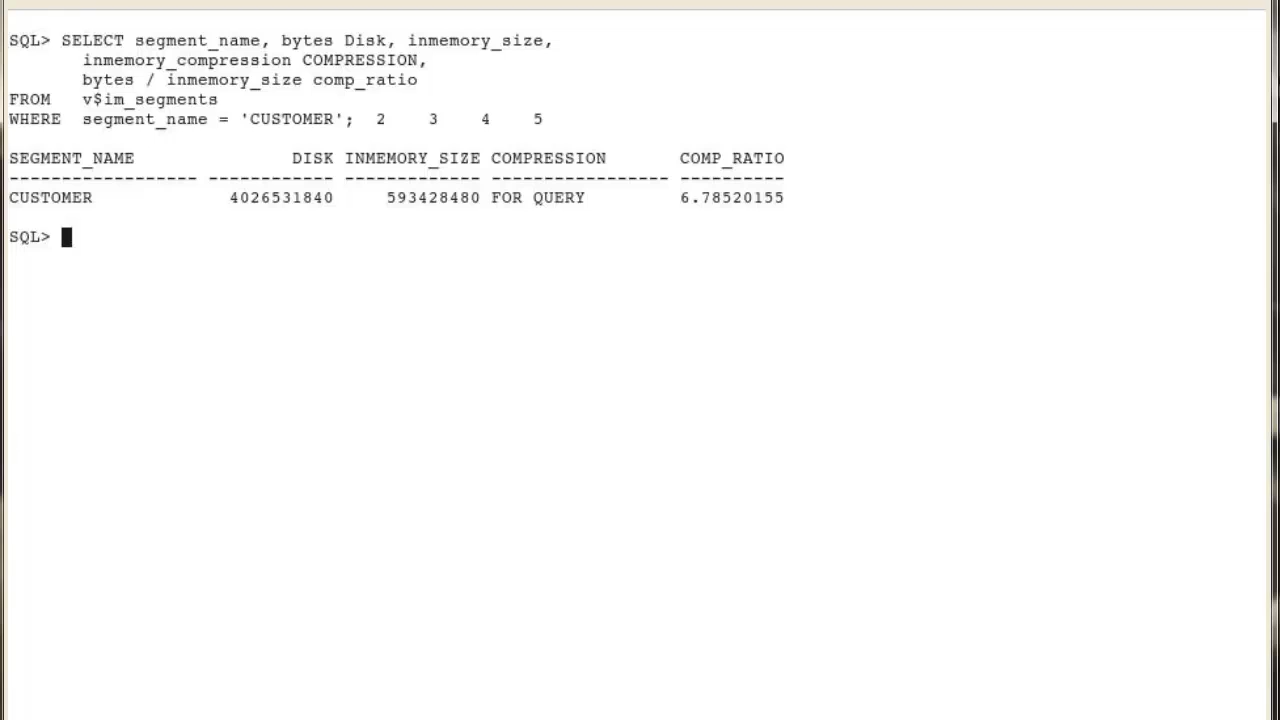 SQL> SELECT segment_name, bytes Disk, inmemory_size,
       inmemory_compression COMPRESSION,
       bytes / inmemory_size comp_ratio
FROM   v$im_segments
WHERE  segment_name = 'CUSTOMER';  2    3    4    5
SEGMENT_NAME               DISK INMEMORY_SIZE COMPRESSION       COMP_RATIO
------------------ ------------ ------------- ----------------- ----------
CUSTOMER             4026531840     593428480 FOR QUERY         6.78520155
SQL>